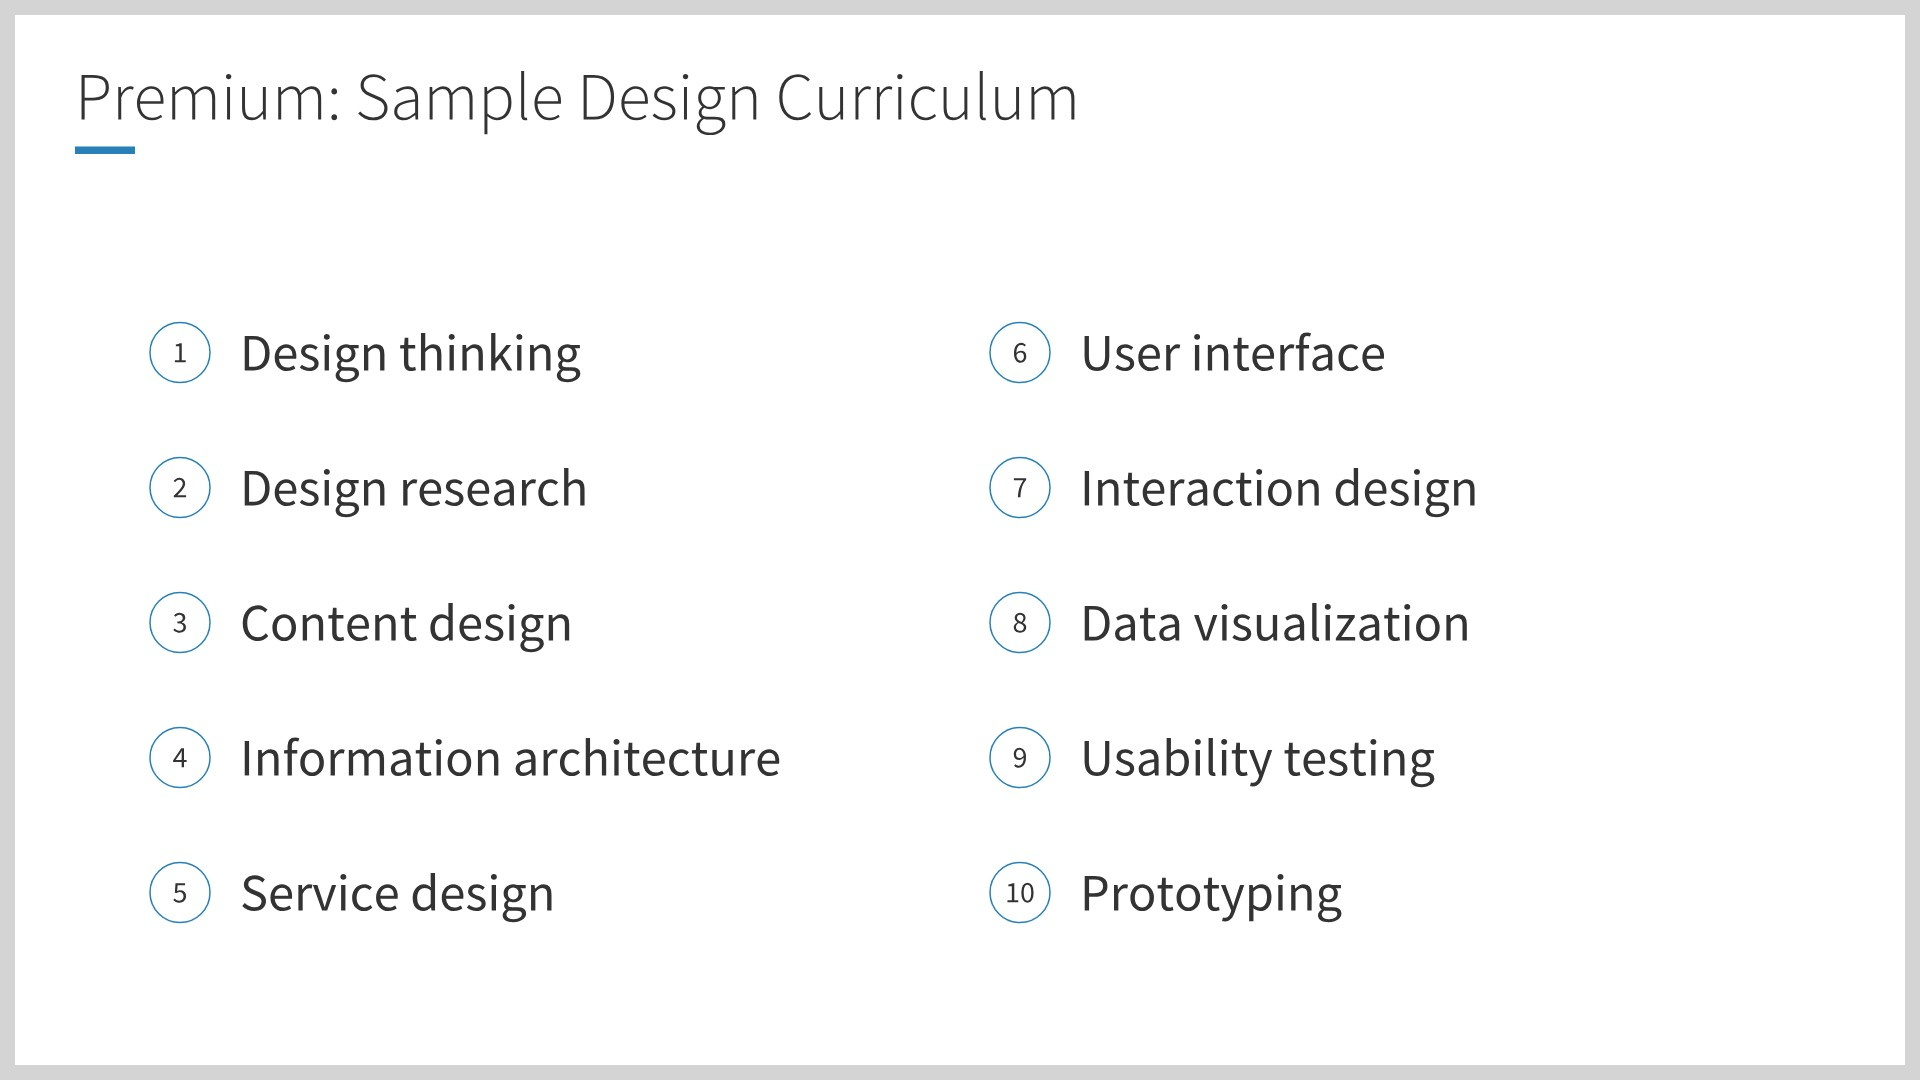 Premium: Sample Design Curriculum
1 Design thinking
2 Design research
3 Content design
4 Information architecture
5 Service design
6 User interface
7 Interaction design
8 Data visualization
9 Usability testing
10 Prototyping